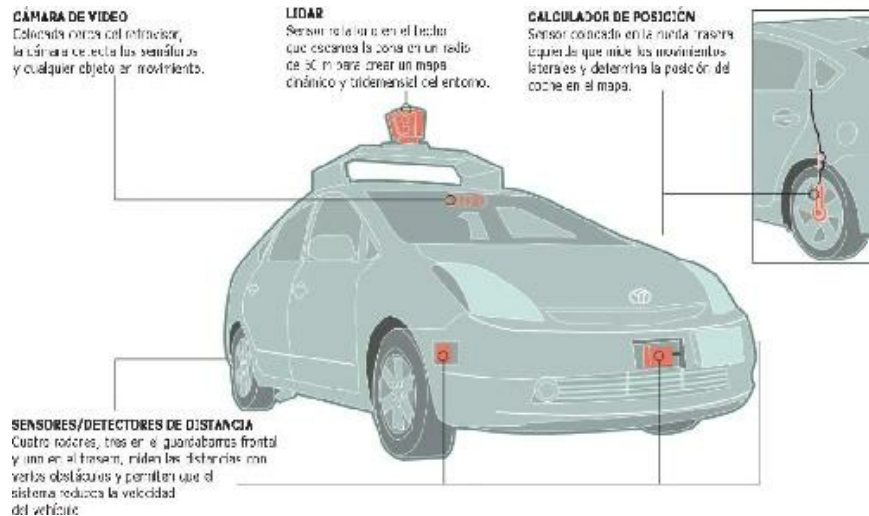 CÁMARA DE VIDEO
Colocada cerca del retrovisor,
la cámara detecta los semáforos
y cualquier objeto en movimiento.
LIDAR
Sensor rotatorio en el techo
que escanea la zona en un radio
de 60 m para crear un mapa
dinámico y tridimensional del entorno.
CALCULADOR DE POSICIÓN
Sensor colocado en la rueda trasera
izquierda que mide los movimientos
laterales y determina la posición del
coche en el mapa.
SENSORES/DETECTORES DE DISTANCIA
Cuatro radares, tres en el guardabarros frontal
y uno en el trasero, miden las distancias con
varios obstáculos y permiten que el
sistema reduzca la velocidad
del vehículo